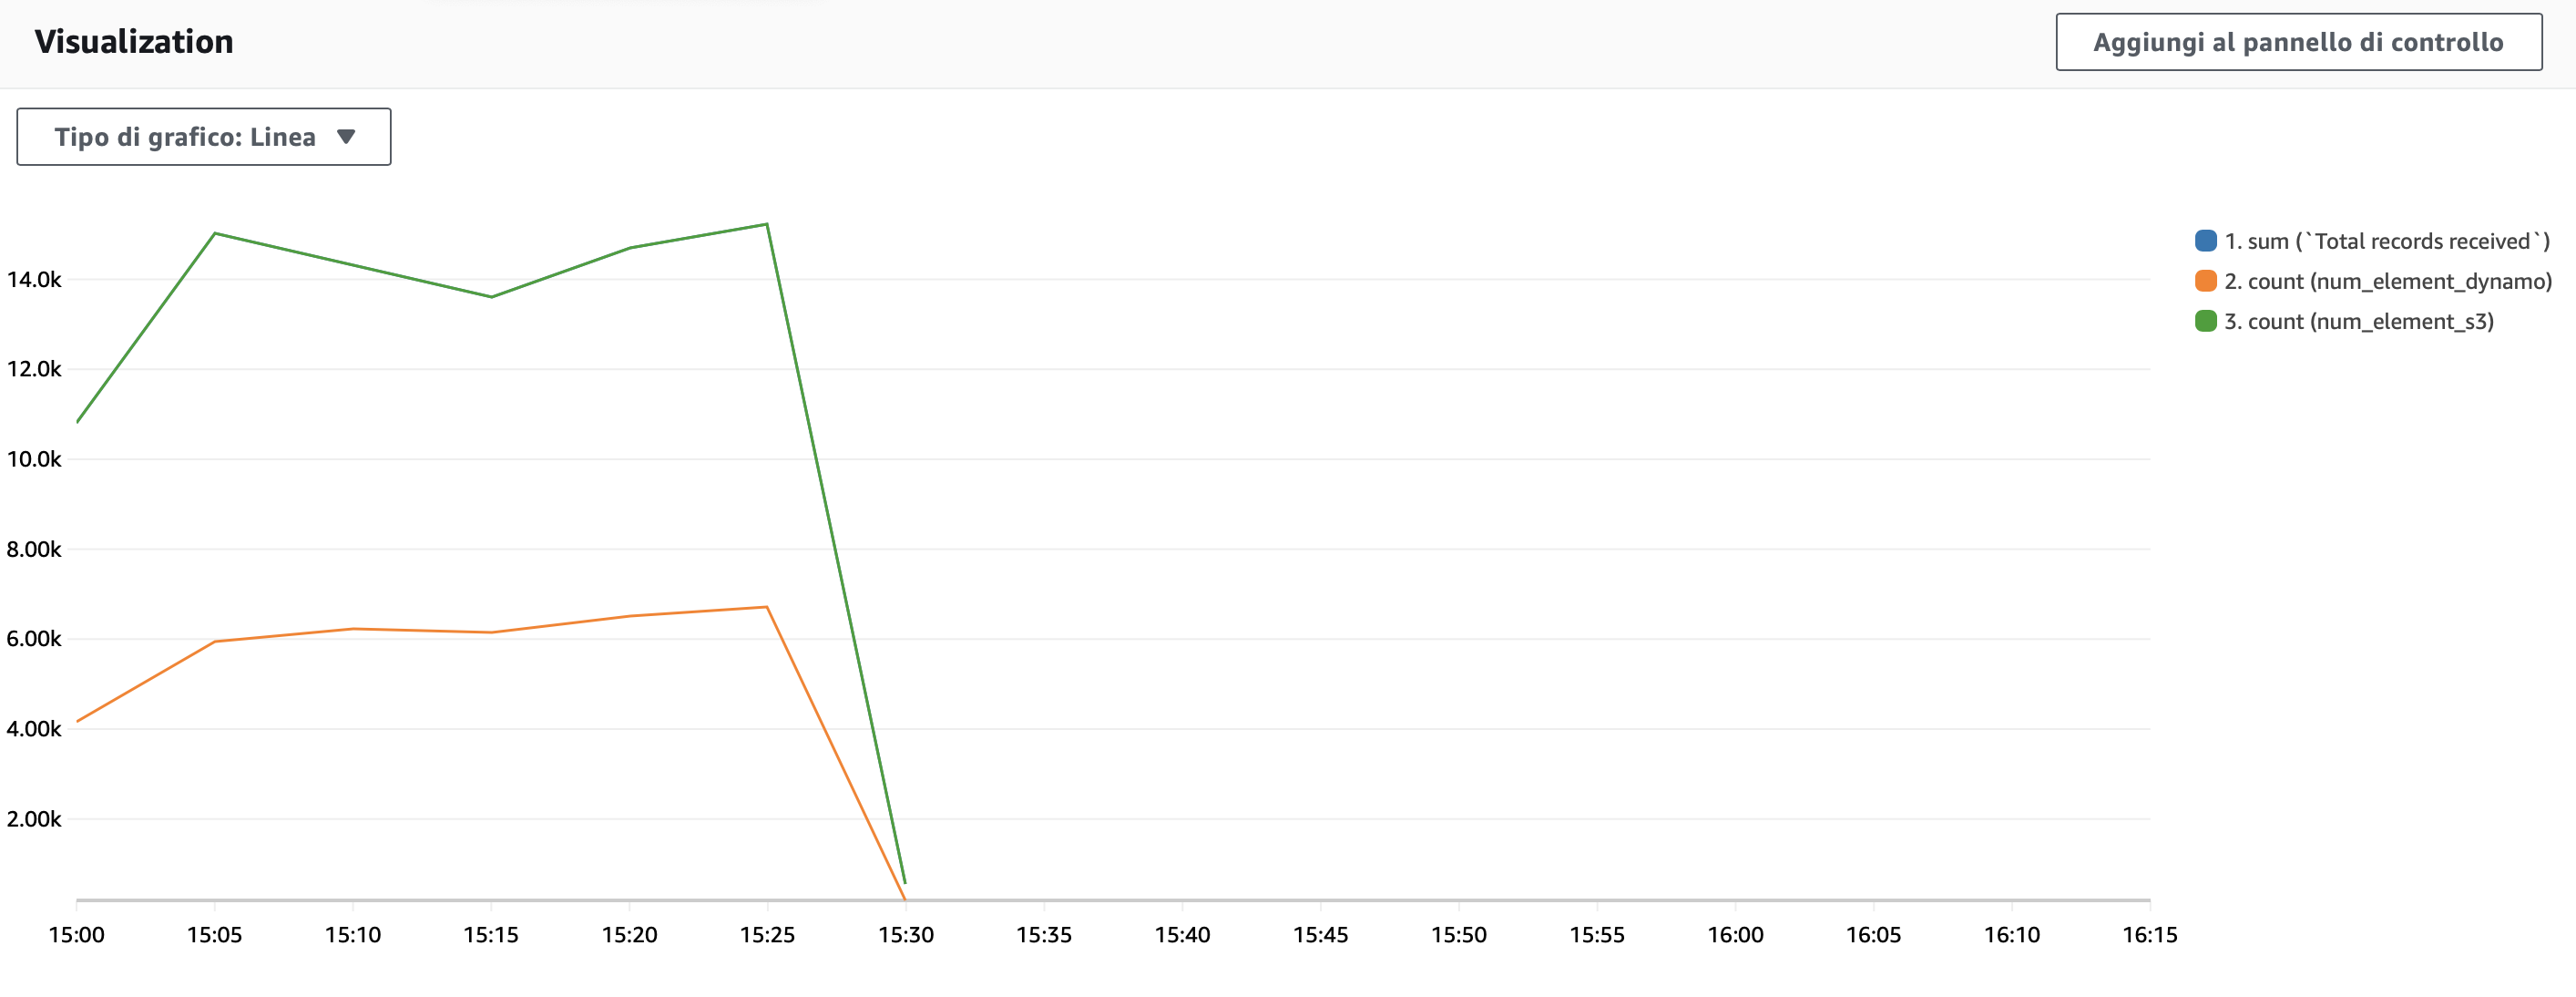 Visualization
Aggiungi al pannello di controllo
Tipo di grafico: Linea
14.0k
12.0k
10.0k
8.00k
6.00k
4.00k
2.00k
15:00 15:05 15:10 15:15 15:20 15:25 15:30 15:35 15:40 15:45 15:50 15:55 16:00 16:05 16:10 16:15
1. sum (`Total records received`)
2. count (num_element_dynamo)
3. count (num_element_s3)